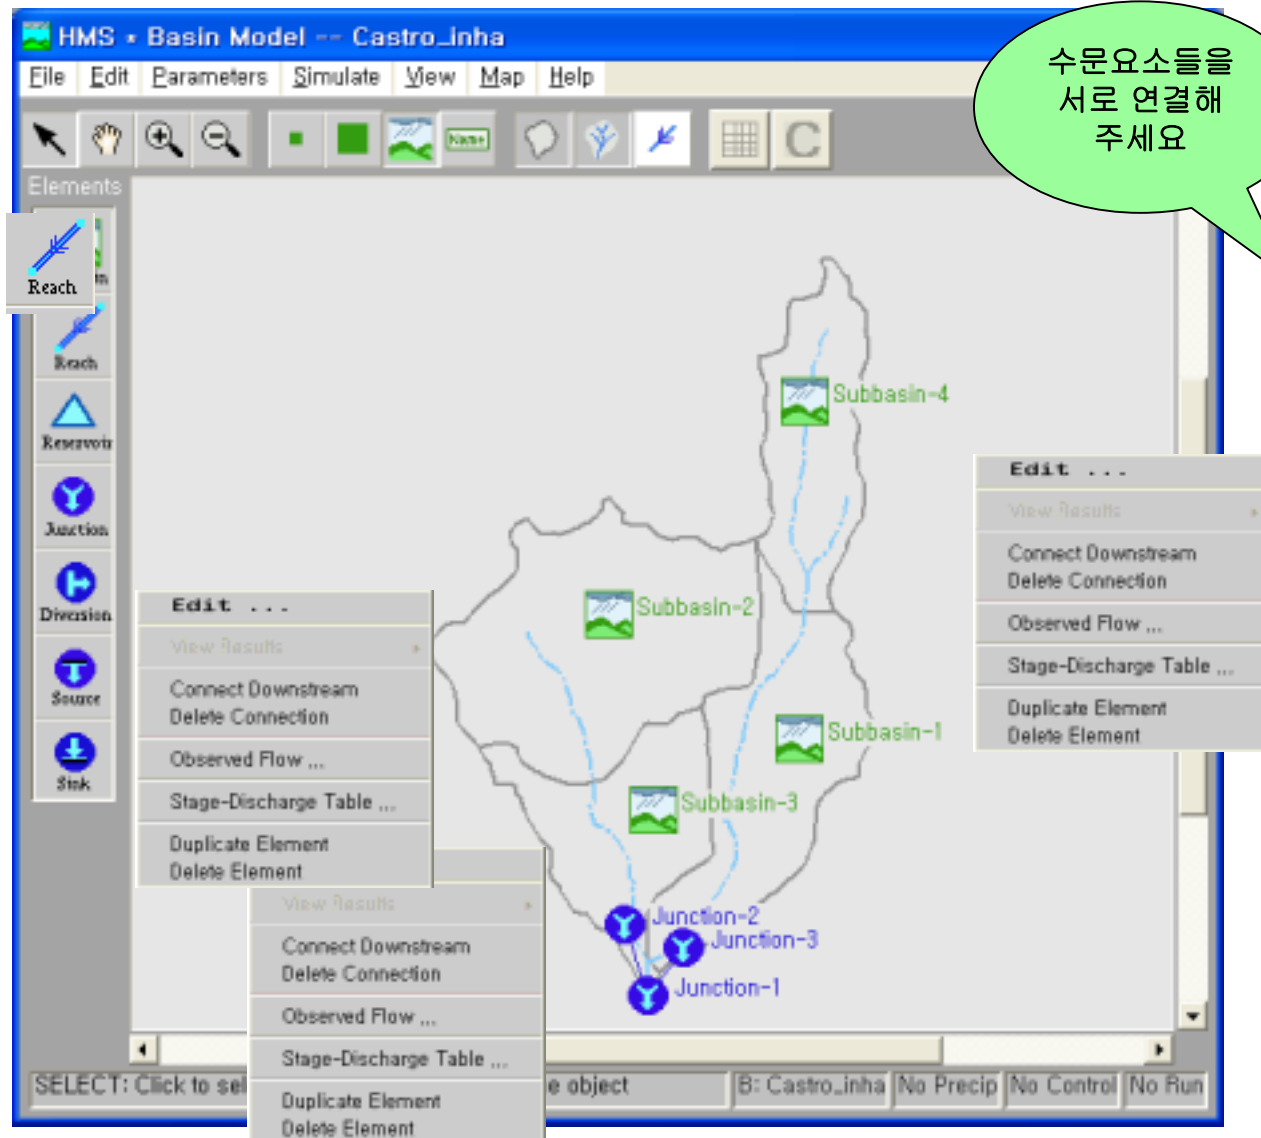 HMS * Basin Model -- Castro_inha
File Edit Parameters Simulate View Map Help
수문요소들을
서로 연결해
주세요
Name
C
Elements
Reach
Reach
Reservoir
Junction
Diversion
Source
Sink
Subbasin-4
Subbasin-2
Subbasin-1
Subbasin-3
Junction-2
Junction-3
Junction-1
Edit ...
View Results
Connect Downstream
Delete Connection
Observed Flow ...
Stage-Discharge Table ...
Duplicate Element
Delete Element
Edit ...
View Results
Connect Downstream
Delete Connection
Observed Flow ...
Stage-Discharge Table ...
Duplicate Element
Delete Element
View Results
Connect Downstream
Delete Connection
Observed Flow ...
Stage-Discharge Table ...
Duplicate Element
Delete Element
SELECT: Click to sel
e object
B: Castro_inha No Precip No Control No Run